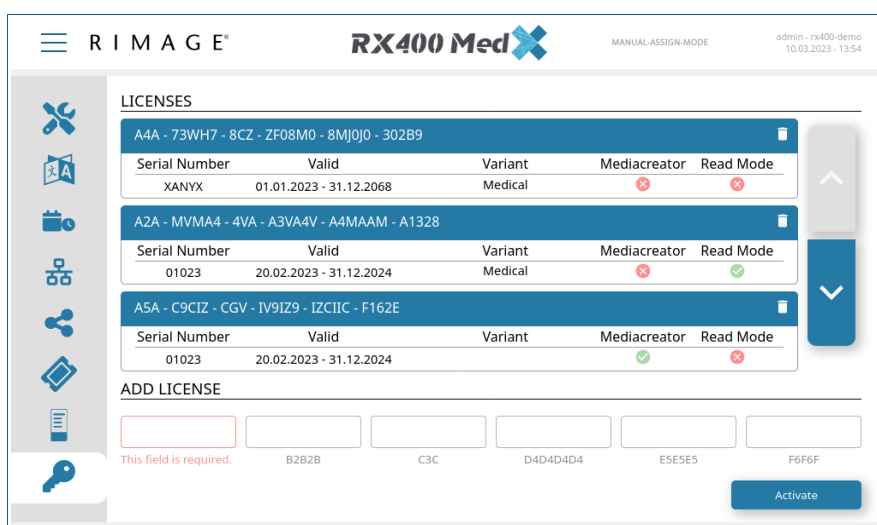 RIMAGE®
RX400 Med
MANUAL-ASSIGN-MODE
admin - rx400-demo
10.03.2023 - 13:54
LICENSES
A4A - 73WH7 - 8CZ - ZF08M0 - 8MJ0J0 - 302B9
Serial Number Valid Variant Mediacreator Read Mode
XANYX 01.01.2023 - 31.12.2068 Medical
A2A - MVMA4 - 4VA - A3VA4V - A4MAAM - A1328
Serial Number Valid Variant Mediacreator Read Mode
01023 20.02.2023 - 31.12.2024 Medical
A5A - C9CIZ - CGV - IV9IZ9 - IZCIIC - F162E
Serial Number Valid Variant Mediacreator Read Mode
01023 20.02.2023 - 31.12.2024
ADD LICENSE
This field is required. B2B2B C3C D4D4D4D4 E5E5E5 F6F6F
Activate